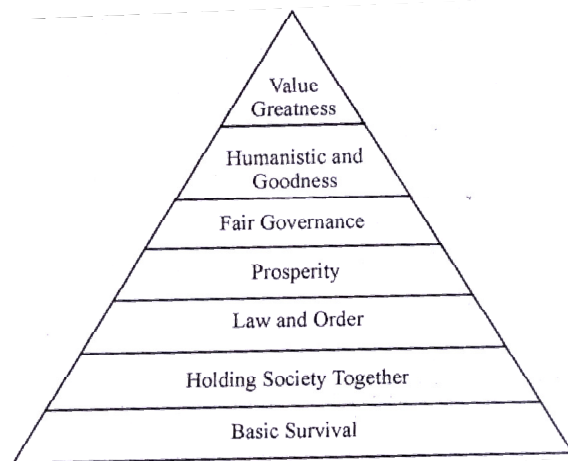 Value
Greatness
Humanistic and
Goodness
Fair Governance
Prosperity
Law and Order
Holding Society Together
Basic Survival